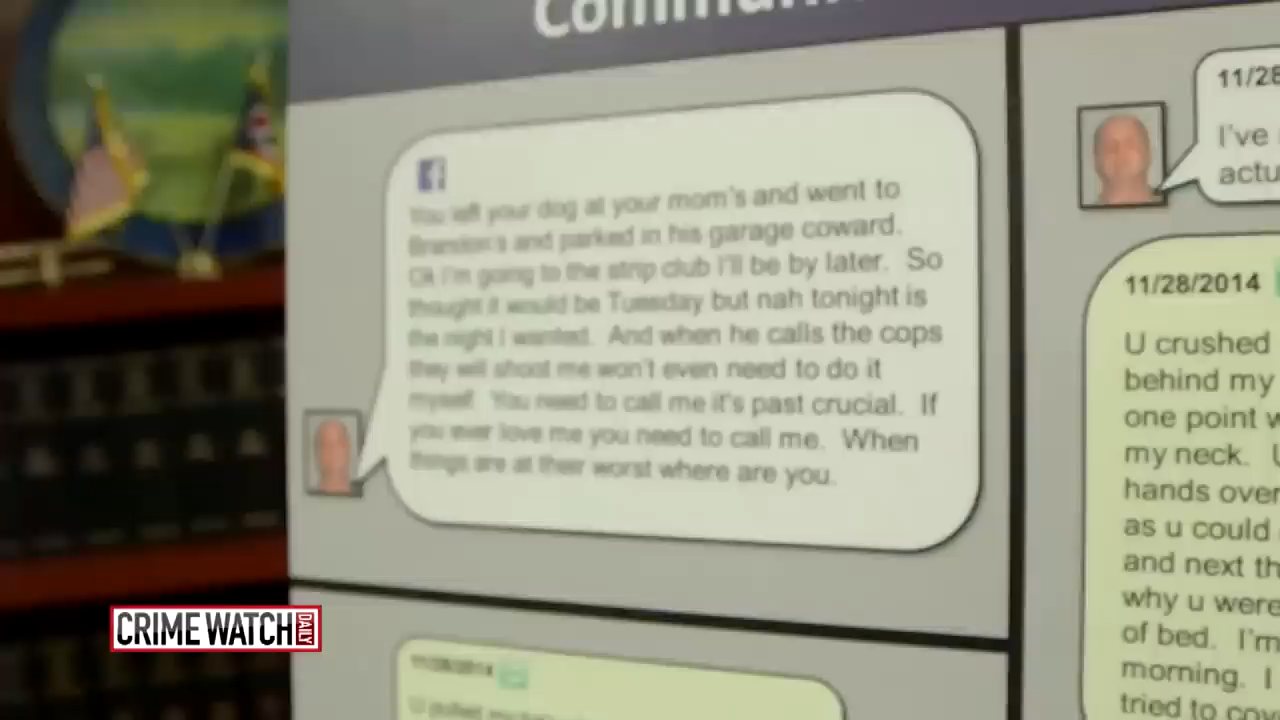 You left your dog at your mom's and went to
Brandon's and parked in his garage coward.
Ok I'm going to the strip club I'll be by later. So
thought it would be Tuesday but nah tonight is
the night I wanted. And when he calls the cops
they will shoot me won't even need to do it
myself. You need to call me it's past crucial. If
you ever love me you need to call me. When
things are at their worst where are you.
11/28/2014
11/28
I've
actu
11/28/2014
U crushed
behind my
one point w
my neck. U
hands over
as u could
and next th
why u were
of bed. I'm
morning. I
tried to cov
CRIME WATCH DAILY